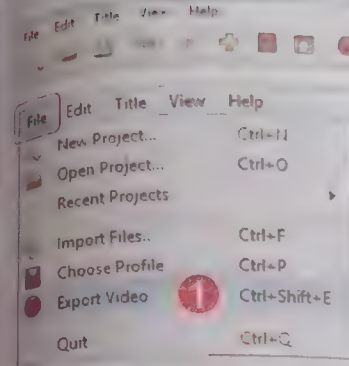 File Edit Title View Help
File Edit Title View Help
New Project... Ctrl+N
Open Project... Ctrl+O
Recent Projects
Import Files.. Ctrl+F
Choose Profile Ctrl+P
Export Video 1 Ctrl+Shift+E
Quit Ctrl+Q